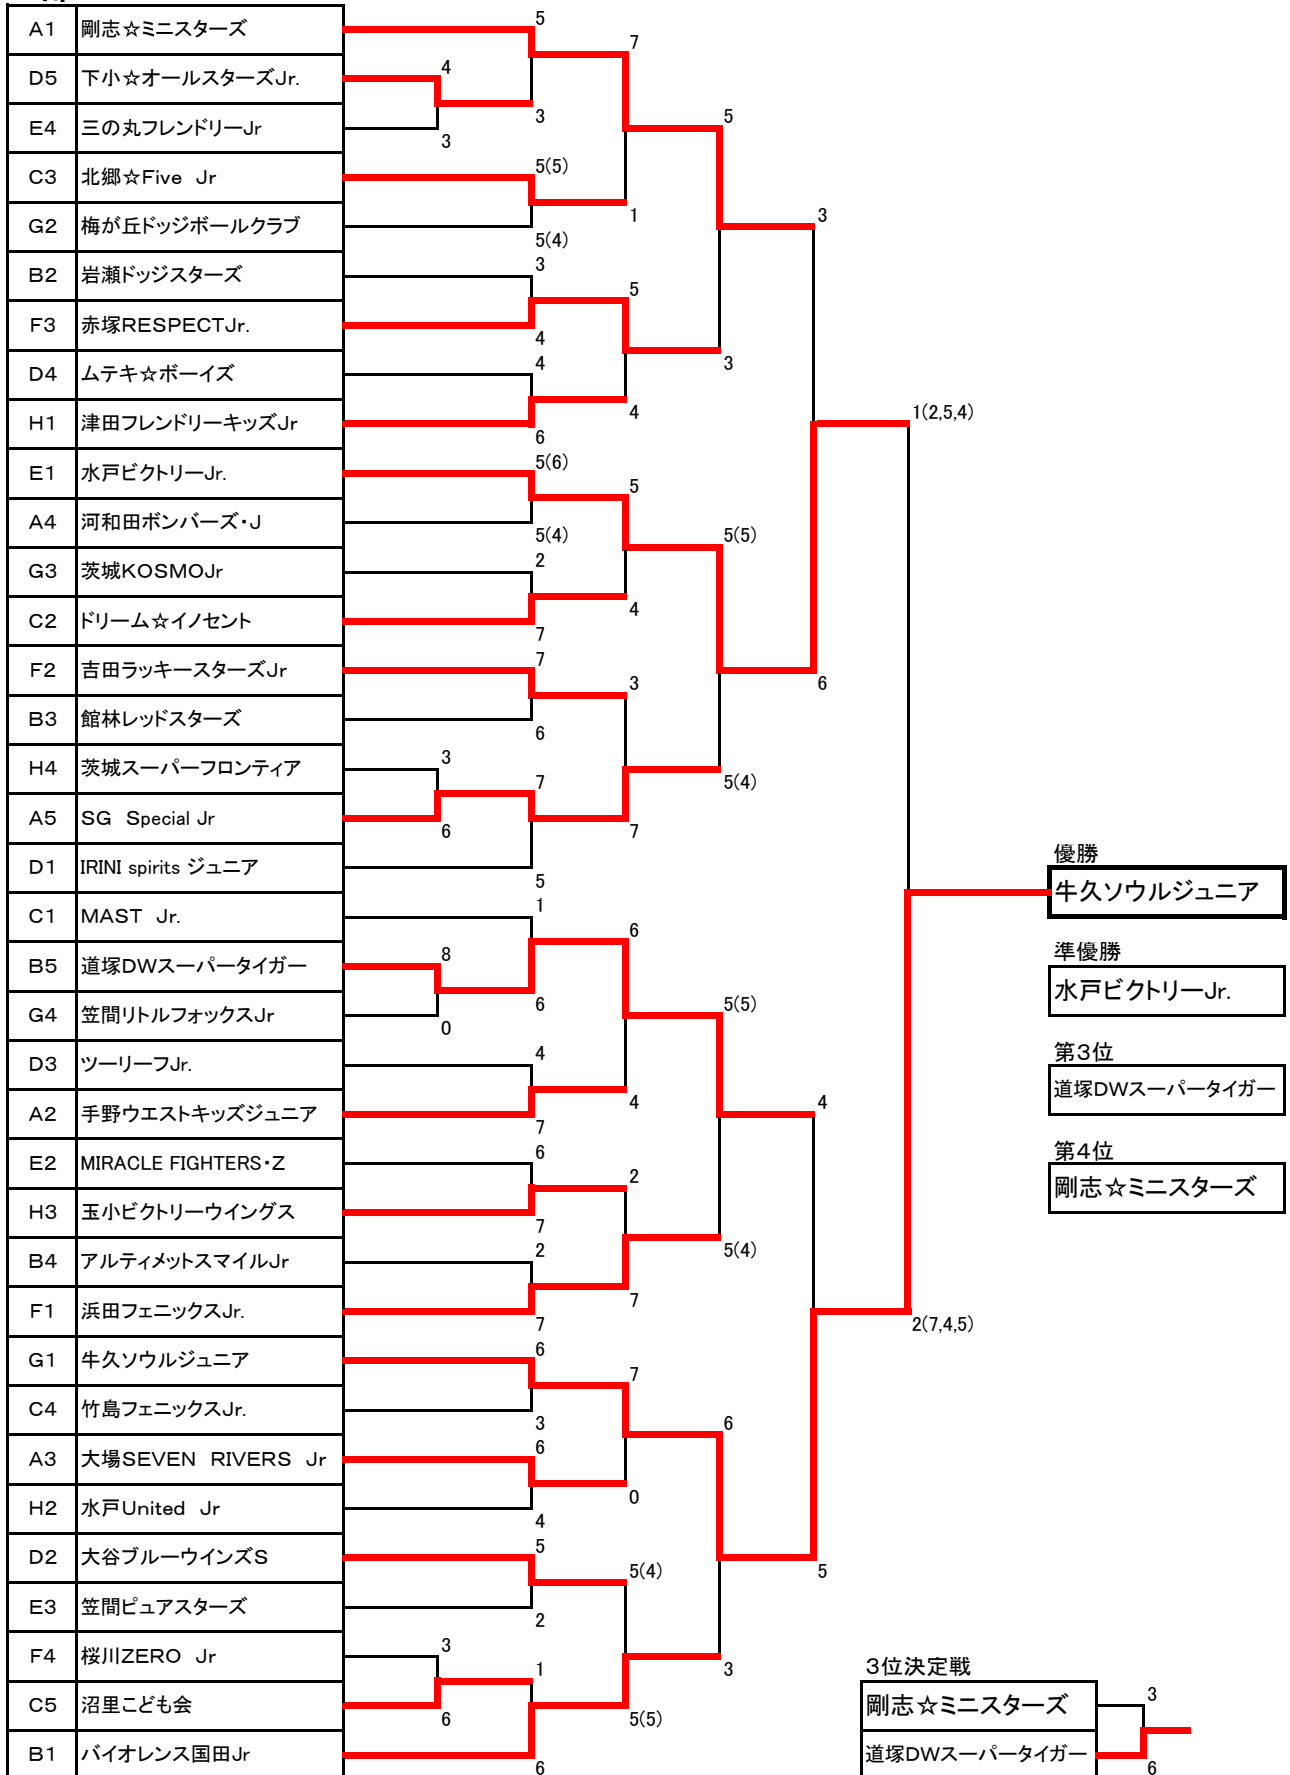 A1 剛志☆ミニスターズ
D5 下小☆オールスターズJr.
E4 三の丸フレンドリーJr
C3 北郷☆Five Jr
G2 梅が丘ドッジボールクラブ
B2 岩瀬ドッジスターズ
F3 赤塚RESPECTJr.
D4 ムテキ☆ボーイズ
H1 津田フレンドリーキッズJr
E1 水戸ビクトリーJr.
A4 河和田ボンバーズ・J
G3 茨城KOSMOJr
C2 ドリーム☆イノセント
F2 吉田ラッキースターズJr
B3 館林レッドスターズ
H4 茨城スーパーフロンティア
A5 SG Special Jr
D1 IRINI spirits ジュニア
C1 MAST Jr.
B5 道塚DWスーパータイガー
G4 笠間リトルフォックスJr
D3 ツーリーフJr.
A2 手野ウエストキッズジュニア
E2 MIRACLE FIGHTERS・Z
H3 玉小ビクトリーウイングス
B4 アルティメットスマイルJr
F1 浜田フェニックスJr.
G1 牛久ソウルジュニア
C4 竹島フェニックスJr.
A3 大場SEVEN RIVERS Jr
H2 水戸United Jr
D2 大谷ブルーウインズS
E3 笠間ピュアスターズ
F4 桜川ZERO Jr
C5 沼里こども会
B1 バイオレンス国田Jr
4
3
3
6
8
0
3
6
5
3
5(5)
5(4)
3
4
4
6
5(6)
5(4)
2
7
7
6
7
5
1
6
4
7
6
7
2
7
6
3
6
4
5
2
1
6
7
1
5
4
5
4
3
7
6
4
2
7
7
0
5(4)
5(5)
5
3
5(5)
5(4)
5(5)
5(4)
6
3
3
6
4
5
1(2,5,4)
2(7,4,5)
優勝
牛久ソウルジュニア
準優勝
水戸ビクトリーJr.
第3位
道塚DWスーパータイガー
第4位
剛志☆ミニスターズ
3位決定戦
剛志☆ミニスターズ
道塚DWスーパータイガー
3
6